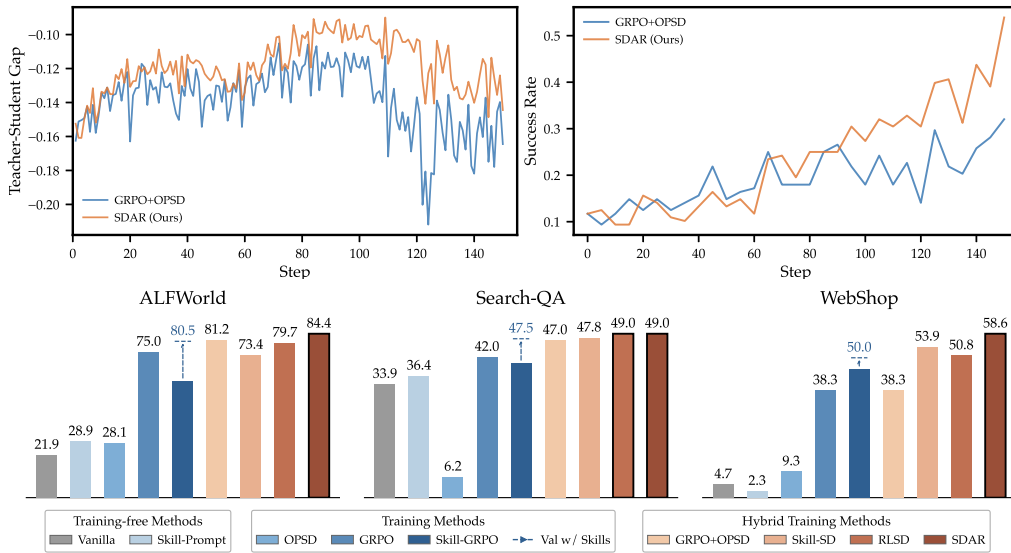 −0.10
−0.12
−0.14
−0.16
−0.18
−0.20
Teacher-Student Gap
GRPO+OPSD
SDAR (Ours)
0 20 40 60 80 100 120 140
Step
0.5
0.4
0.3
0.2
0.1
Success Rate
GRPO+OPSD
SDAR (Ours)
0 20 40 60 80 100 120 140
Step
ALFWorld
21.9 28.9 28.1 75.0 80.5 81.2 73.4 79.7 84.4
Search-QA
33.9 36.4 6.2 42.0 47.5 47.0 47.8 49.0 49.0
WebShop
4.7 2.3 9.3 38.3 50.0 38.3 53.9 50.8 58.6
Training-free Methods
Vanilla Skill-Prompt
Training Methods
OPSD GRPO Skill-GRPO Val w/ Skills
Hybrid Training Methods
GRPO+OPSD Skill-SD RLSD SDAR